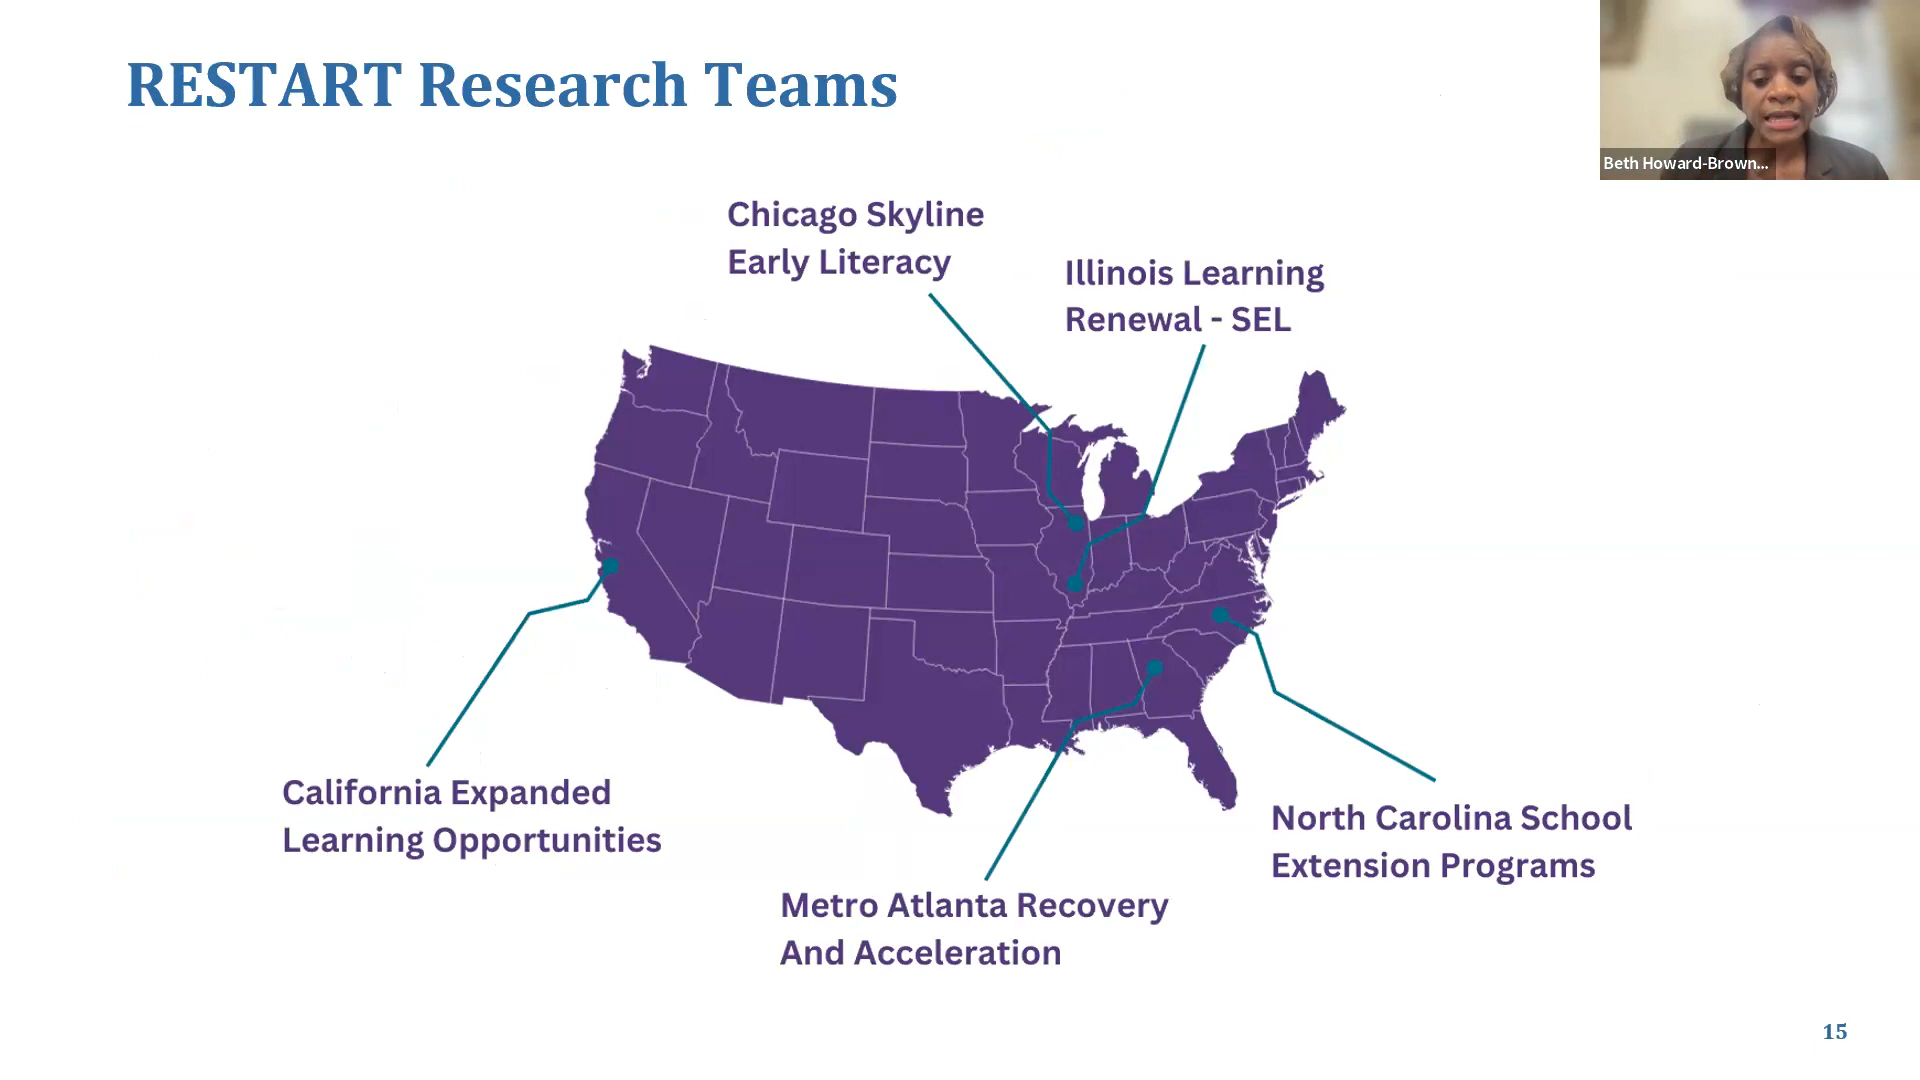 RESTART Research Teams
Beth Howard-Brown...
Chicago Skyline
Early Literacy
Illinois Learning
Renewal - SEL
California Expanded
Learning Opportunities
North Carolina School
Extension Programs
Metro Atlanta Recovery
And Acceleration
15